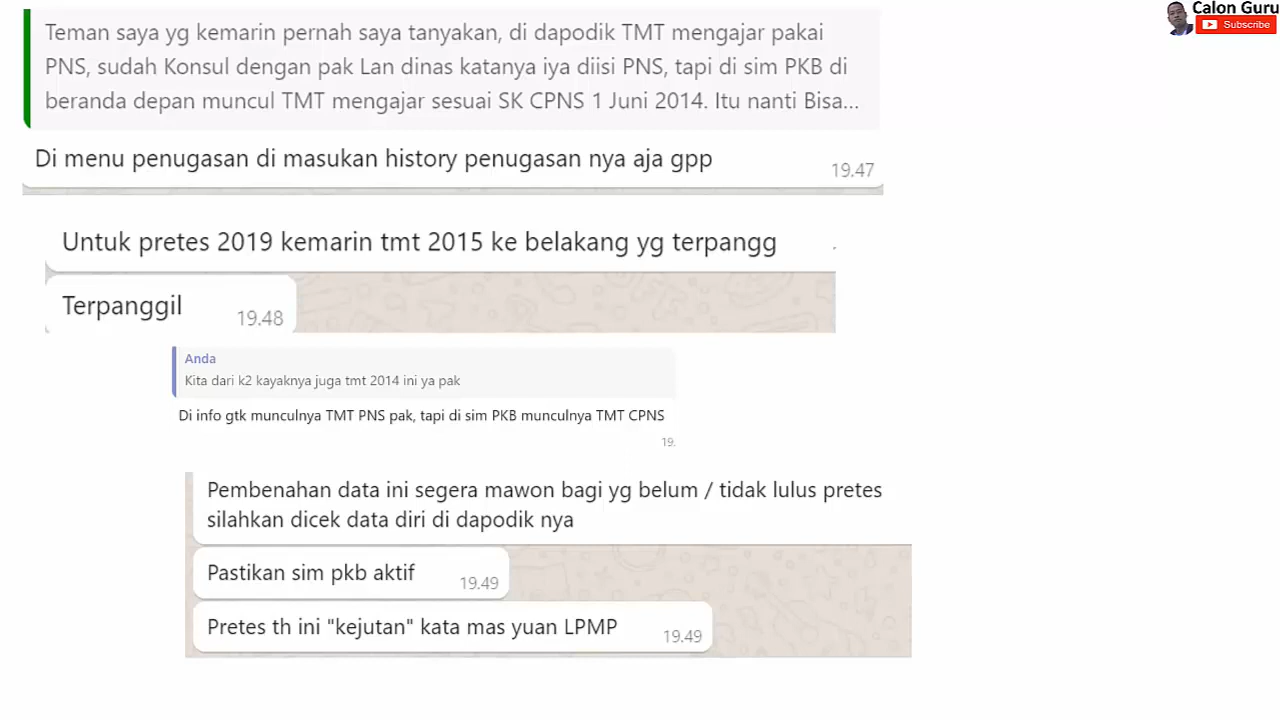 Calon Guru
Subscribe
Teman saya yg kemarin pernah saya tanyakan, di dapodik TMT mengajar pakai
PNS, sudah Konsul dengan pak Lan dinas katanya iya diisi PNS, tapi di sim PKB di
beranda depan muncul TMT mengajar sesuai SK CPNS 1 Juni 2014. Itu nanti Bisa...
Di menu penugasan di masukan history penugasan nya aja gpp
19.47
Untuk pretes 2019 kemarin tmt 2015 ke belakang yg terpangg
Terpanggil
19.48
Anda
Kita dari k2 kayaknya juga tmt 2014 ini ya pak
Di info gtk munculnya TMT PNS pak, tapi di sim PKB munculnya TMT CPNS
19.
Pembenahan data ini segera mawon bagi yg belum / tidak lulus pretes
silahkan dicek data diri di dapodik nya
Pastikan sim pkb aktif
19.49
Pretes th ini "kejutan" kata mas yuan LPMP
19.49